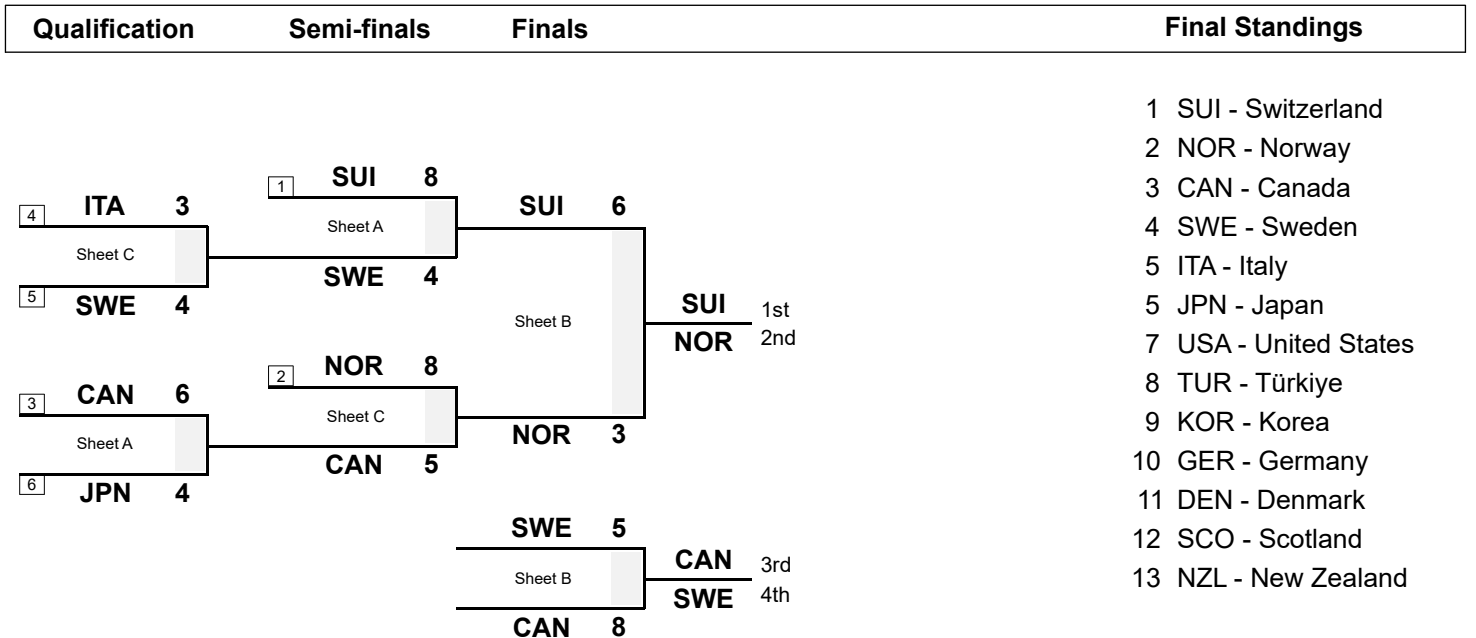 Qualification Semi-finals Finals Final Standings
1 SUI - Switzerland
2 NOR - Norway
3 CAN - Canada
4 SWE - Sweden
5 ITA - Italy
5 JPN - Japan
7 USA - United States
8 TUR - Türkiye
9 KOR - Korea
10 GER - Germany
11 DEN - Denmark
12 SCO - Scotland
13 NZL - New Zealand
4 ITA 3
Sheet C
5 SWE 4
3 CAN 6
Sheet A
6 JPN 4
1 SUI 8
Sheet A
SWE 4
2 NOR 8
Sheet C
CAN 5
SUI 6
Sheet B
NOR 3
SUI 1st
NOR 2nd
SWE 5
Sheet B
CAN 8
CAN 3rd
SWE 4th